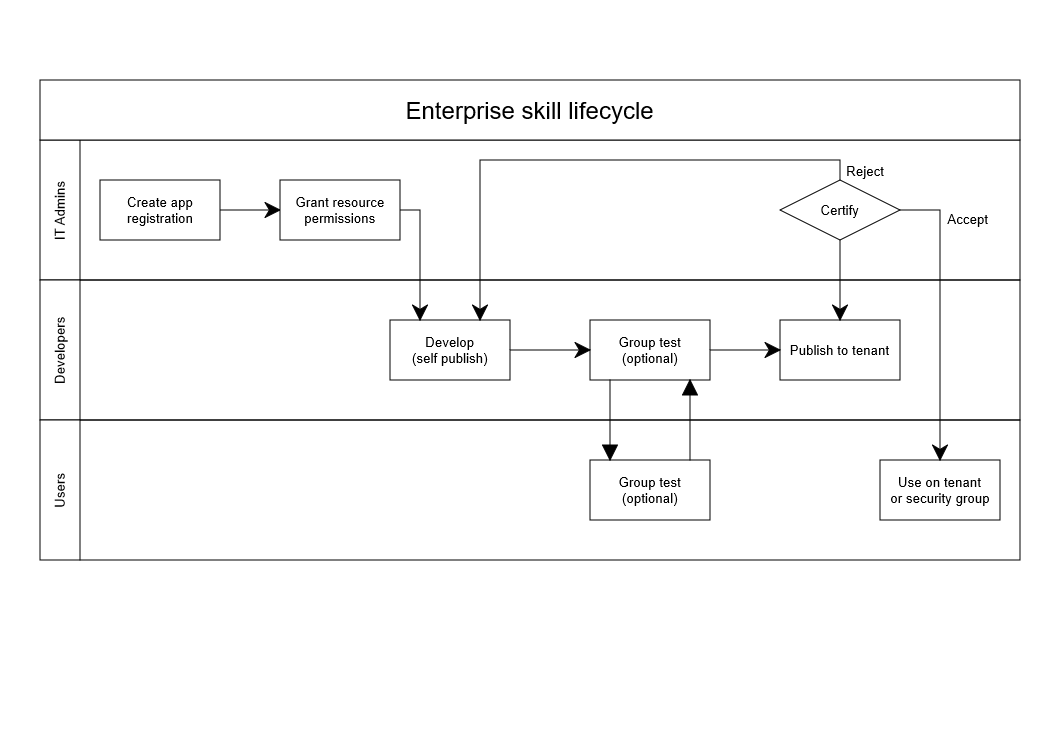 Enterprise skill lifecycle
IT Admins
Create app
registration
Grant resource
permissions
Reject
Certify
Accept
Developers
Develop
(self publish)
Group test
(optional)
Publish to tenant
Users
Group test
(optional)
Use on tenant
or security group